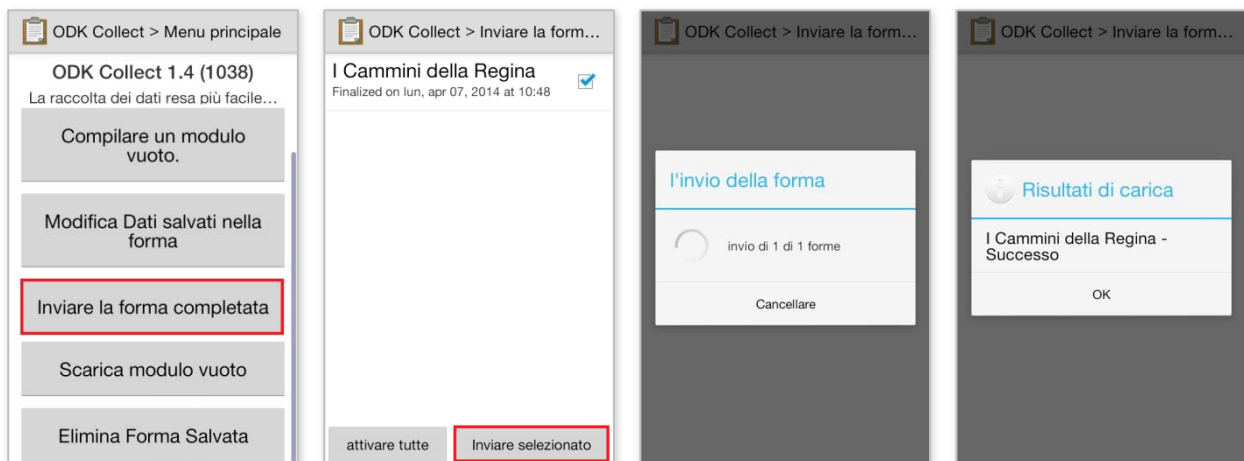 ODK Collect > Menu principale
ODK Collect 1.4 (1038)
La raccolta dei dati resa più facile...
Compilare un modulo
vuoto.
Modifica Dati salvati nella
forma
Inviare la forma completata
Scarica modulo vuoto
Elimina Forma Salvata
ODK Collect > Inviare la form...
I Cammini della Regina
Finalized on lun, apr 07, 2014 at 10:48
attivare tutte
Inviare selezionato
ODK Collect > Inviare la form...
l'invio della forma
invio di 1 di 1 forme
Cancellare
ODK Collect > Inviare la form...
Risultati di carica
I Cammini della Regina -
Successo
OK